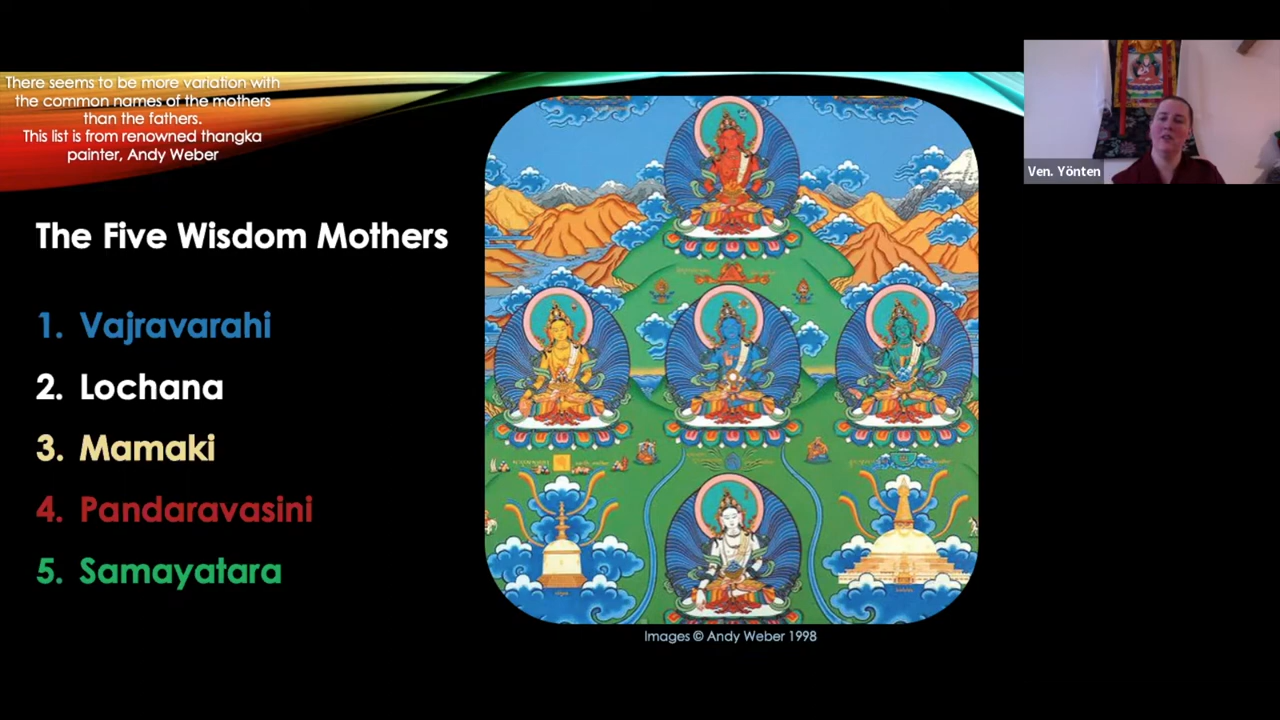 There seems to be more variation with
the common names of the mothers
than the fathers.
This list is from renowned thangka
painter, Andy Weber
The Five Wisdom Mothers
1. Vajravarahi
2. Lochana
3. Mamaki
4. Pandaravasini
5. Samayatara
Images © Andy Weber 1998
Ven. Yönten